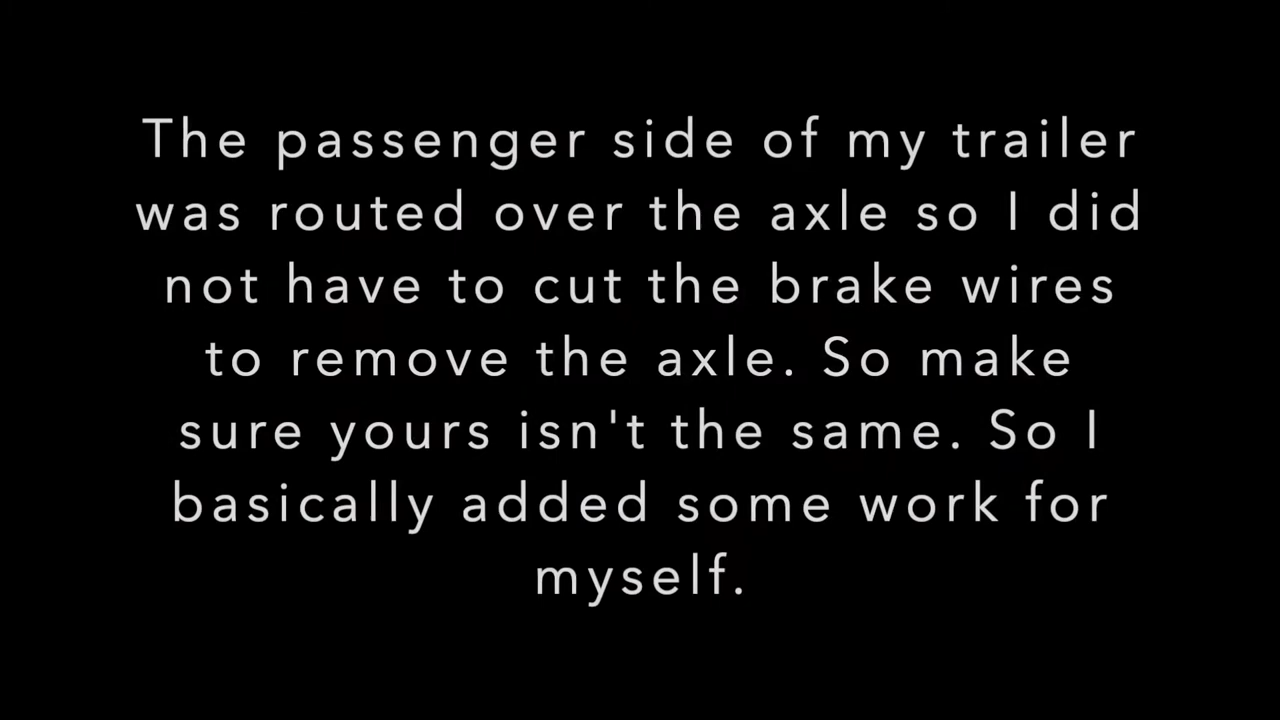 The passenger side of my trailer
was routed over the axle so I did
not have to cut the brake wires
to remove the axle. So make
sure yours isn't the same. So I
basically added some work for
myself.